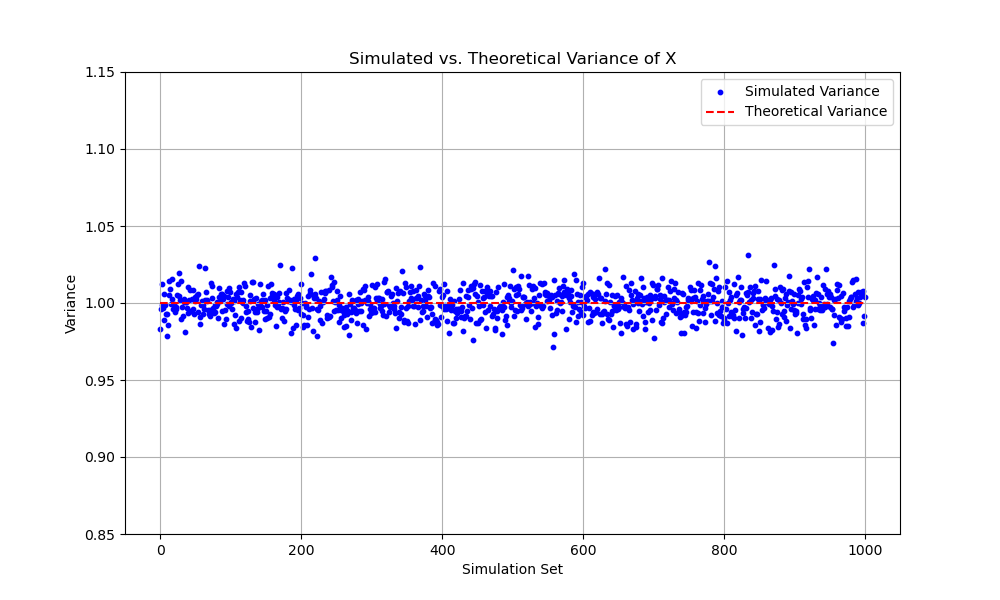 Simulated vs. Theoretical Variance of X
1.15
1.10
1.05
1.00
0.95
0.90
0.85
Variance
Simulated Variance
Theoretical Variance
0
200
400
600
800
1000
Simulation Set